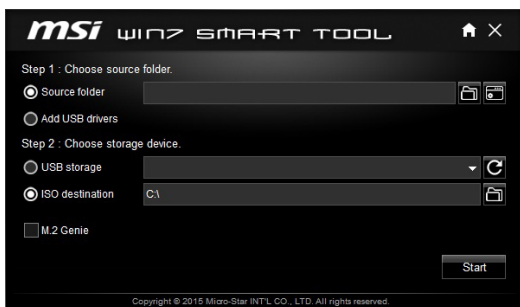 msi WIN7 SMART TOOL
Step 1 : Choose source folder.
Source folder
Add USB drivers
Step 2 : Choose storage device.
USB storage
ISO destination C:\
M.2 Genie
Start
Copyright © 2015 Micro-Star INT'L CO., LTD. All rights reserved.